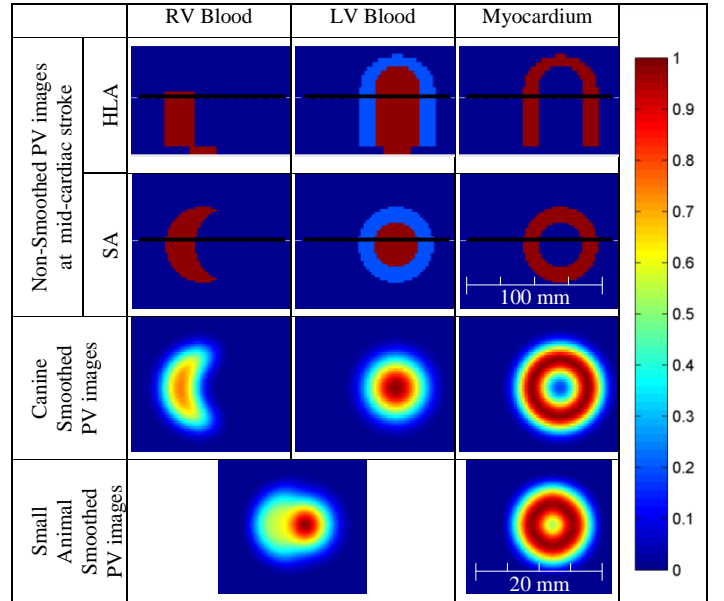 RV Blood
LV Blood
Myocardium
Non-Smoothed PV images
at mid-cardiac stroke
HLA
SA
100 mm
Canine
Smoothed
PV images
Small
Animal
Smoothed
PV images
20 mm
1
0.9
0.8
0.7
0.6
0.5
0.4
0.3
0.2
0.1
0